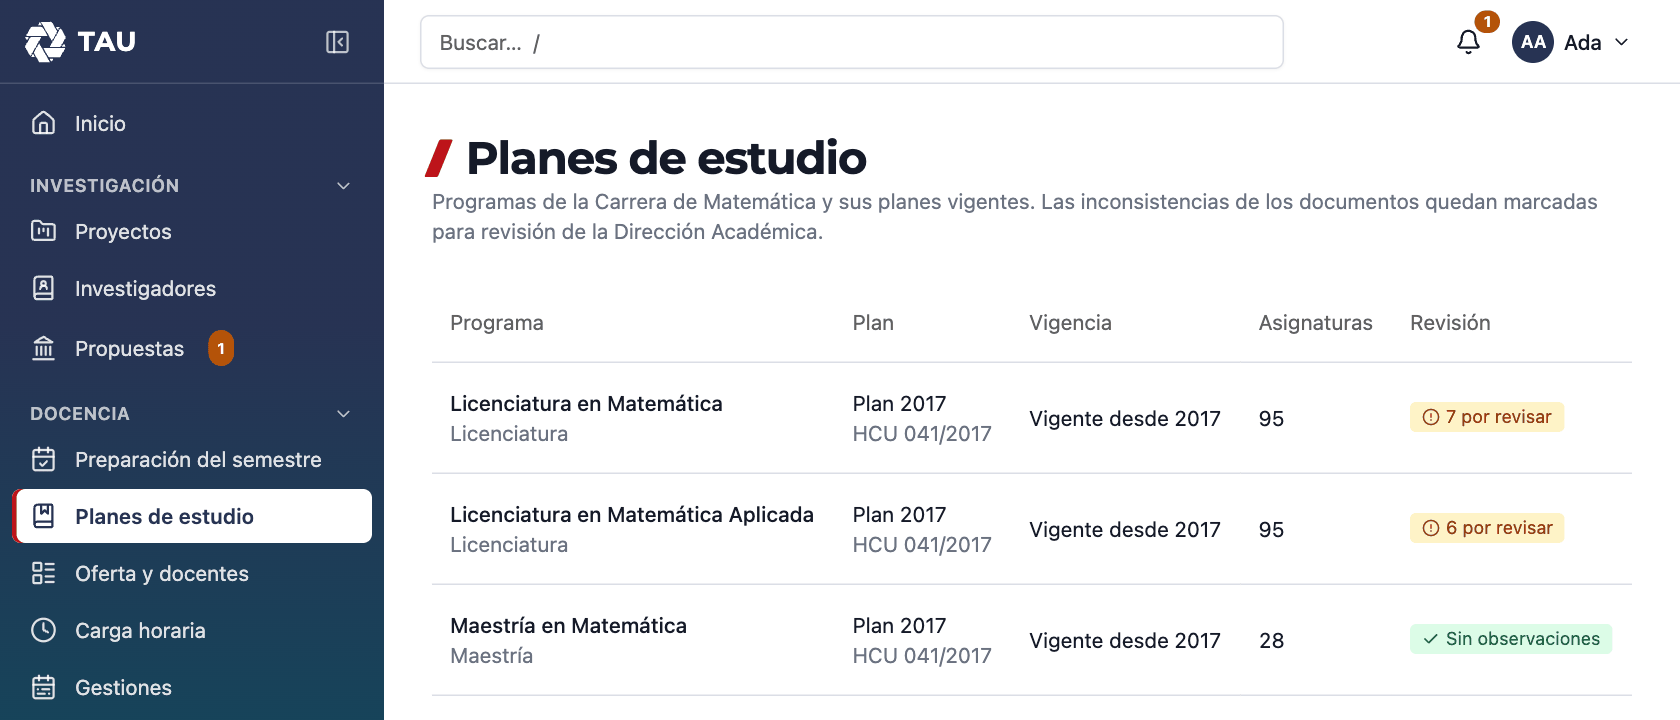 TAU
Buscar... /
1
AA
Ada
Inicio
INVESTIGACIÓN
Proyectos
Investigadores
Propuestas 1
DOCENCIA
Preparación del semestre
Planes de estudio
Oferta y docentes
Carga horaria
Gestiones
Planes de estudio
Programas de la Carrera de Matemática y sus planes vigentes. Las inconsistencias de los documentos quedan marcadas
para revisión de la Dirección Académica.
Programa Plan Vigencia Asignaturas Revisión
Licenciatura en Matemática
Licenciatura
Plan 2017
HCU 041/2017
Vigente desde 2017
95
7 por revisar
Licenciatura en Matemática Aplicada
Licenciatura
Plan 2017
HCU 041/2017
Vigente desde 2017
95
6 por revisar
Maestría en Matemática
Maestría
Plan 2017
HCU 041/2017
Vigente desde 2017
28
Sin observaciones